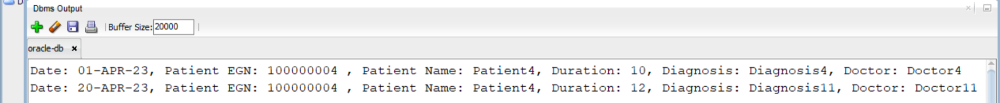 D
Dbms Output
Buffer Size: 20000
oracle-db
Date: 01-APR-23, Patient EGN: 100000004 , Patient Name: Patient4, Duration: 10, Diagnosis: Diagnosis4, Doctor: Doctor4
Date: 20-APR-23, Patient EGN: 100000004 , Patient Name: Patient4, Duration: 12, Diagnosis: Diagnosis11, Doctor: Doctor11